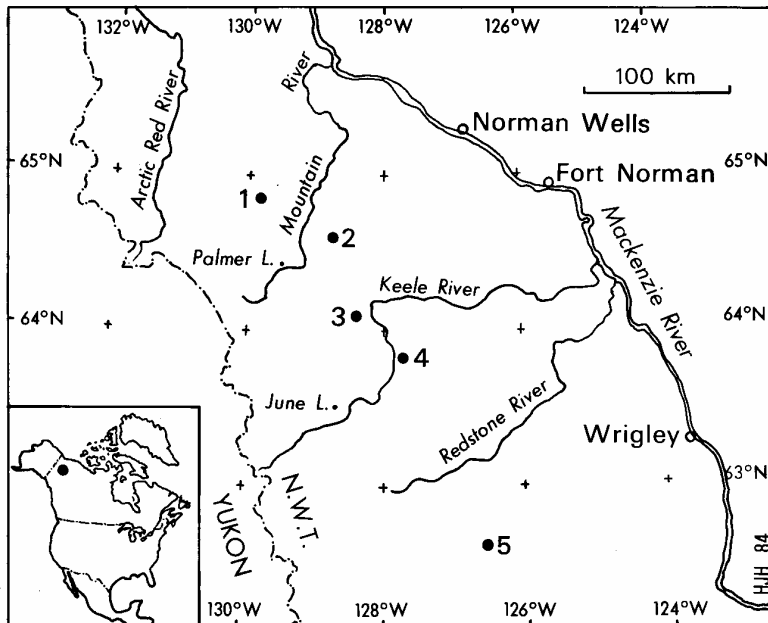 132°W 130°W 128°W 126°W 124°W
100 km
Arctic Red River
River
Mountain
Norman Wells
65°N
65°N
Fort Norman
1
2
Mackenzie River
Palmer L.
Keele River
64°N
64°N
3
4
June L.
Redstone River
Wrigley
63°N
YUKON
N.W.T.
5
HJH 84
130°W 128°W 126°W 124°W